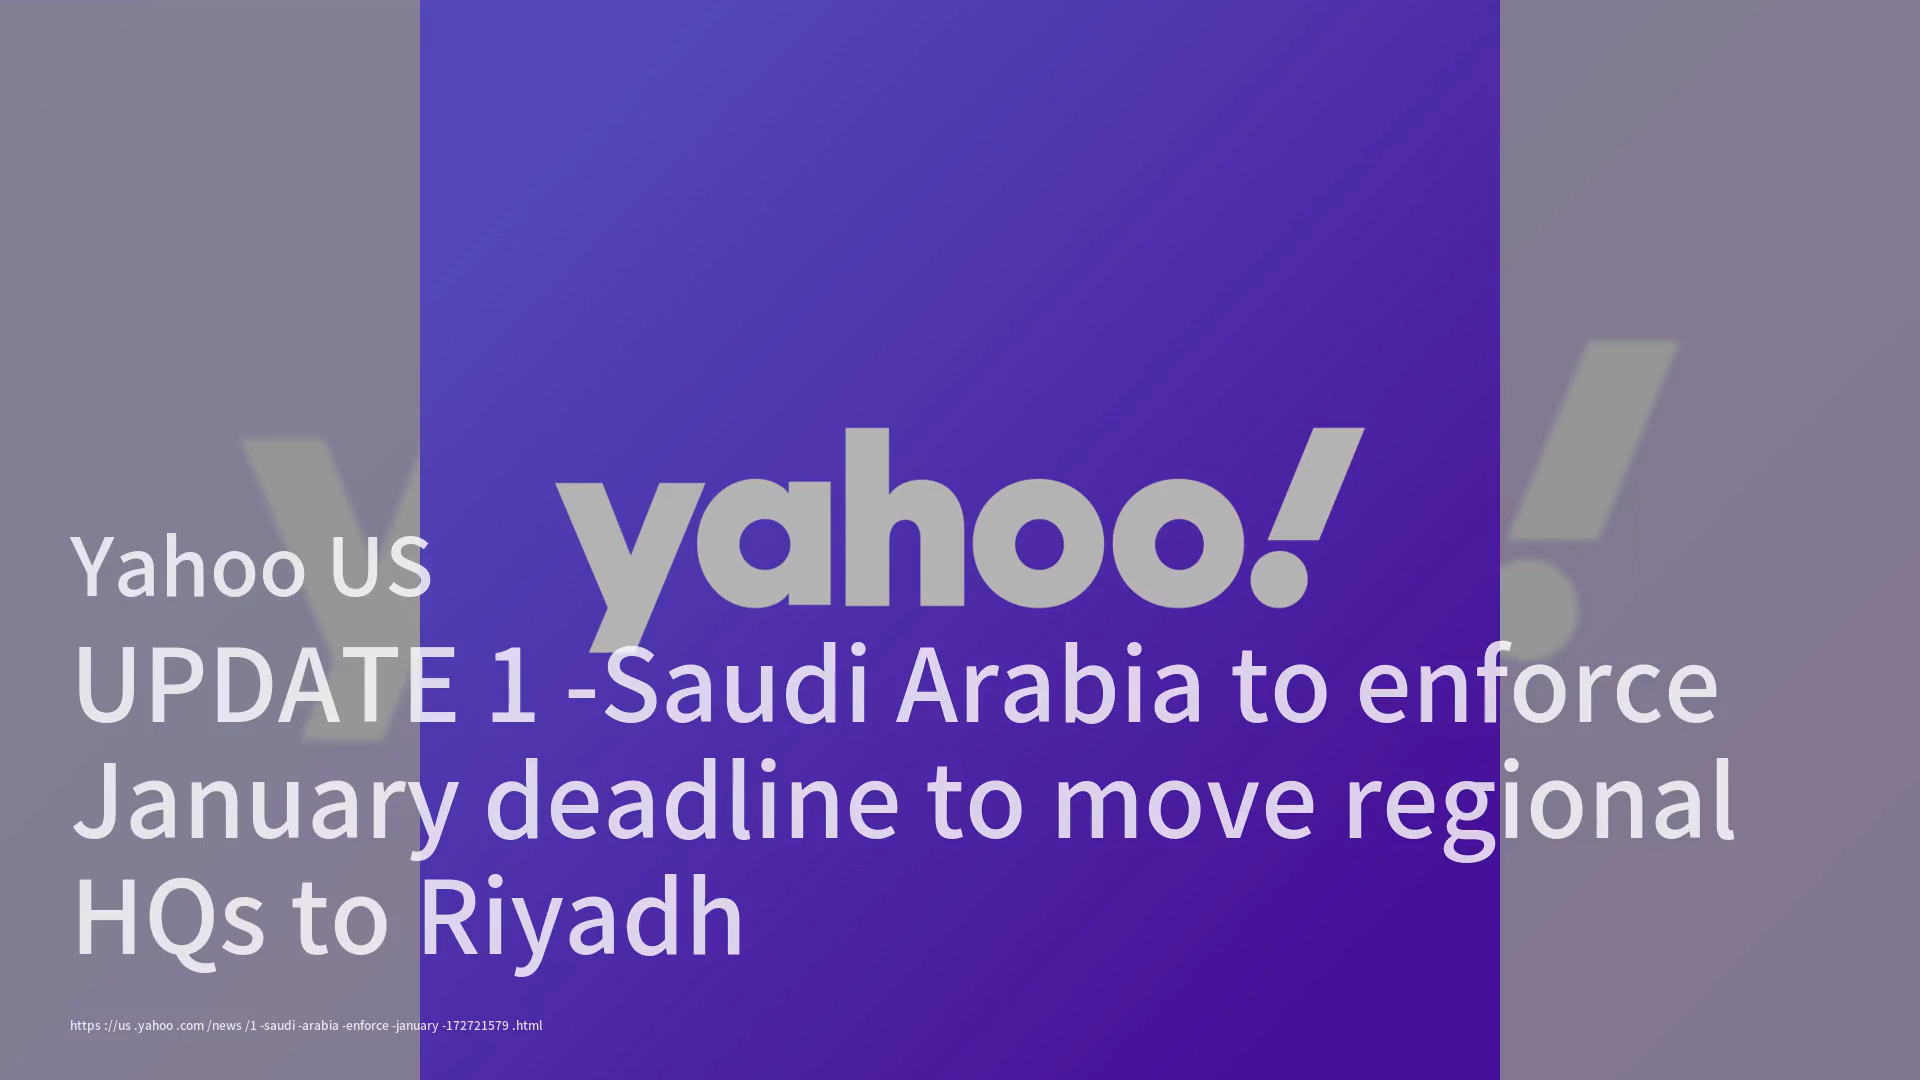 yahoo!
Yahoo US
UPDATE 1 -Saudi Arabia to enforce
January deadline to move regional
HQs to Riyadh
https ://us .yahoo .com /news /1 -saudi -arabia -enforce -january -172721579 .html